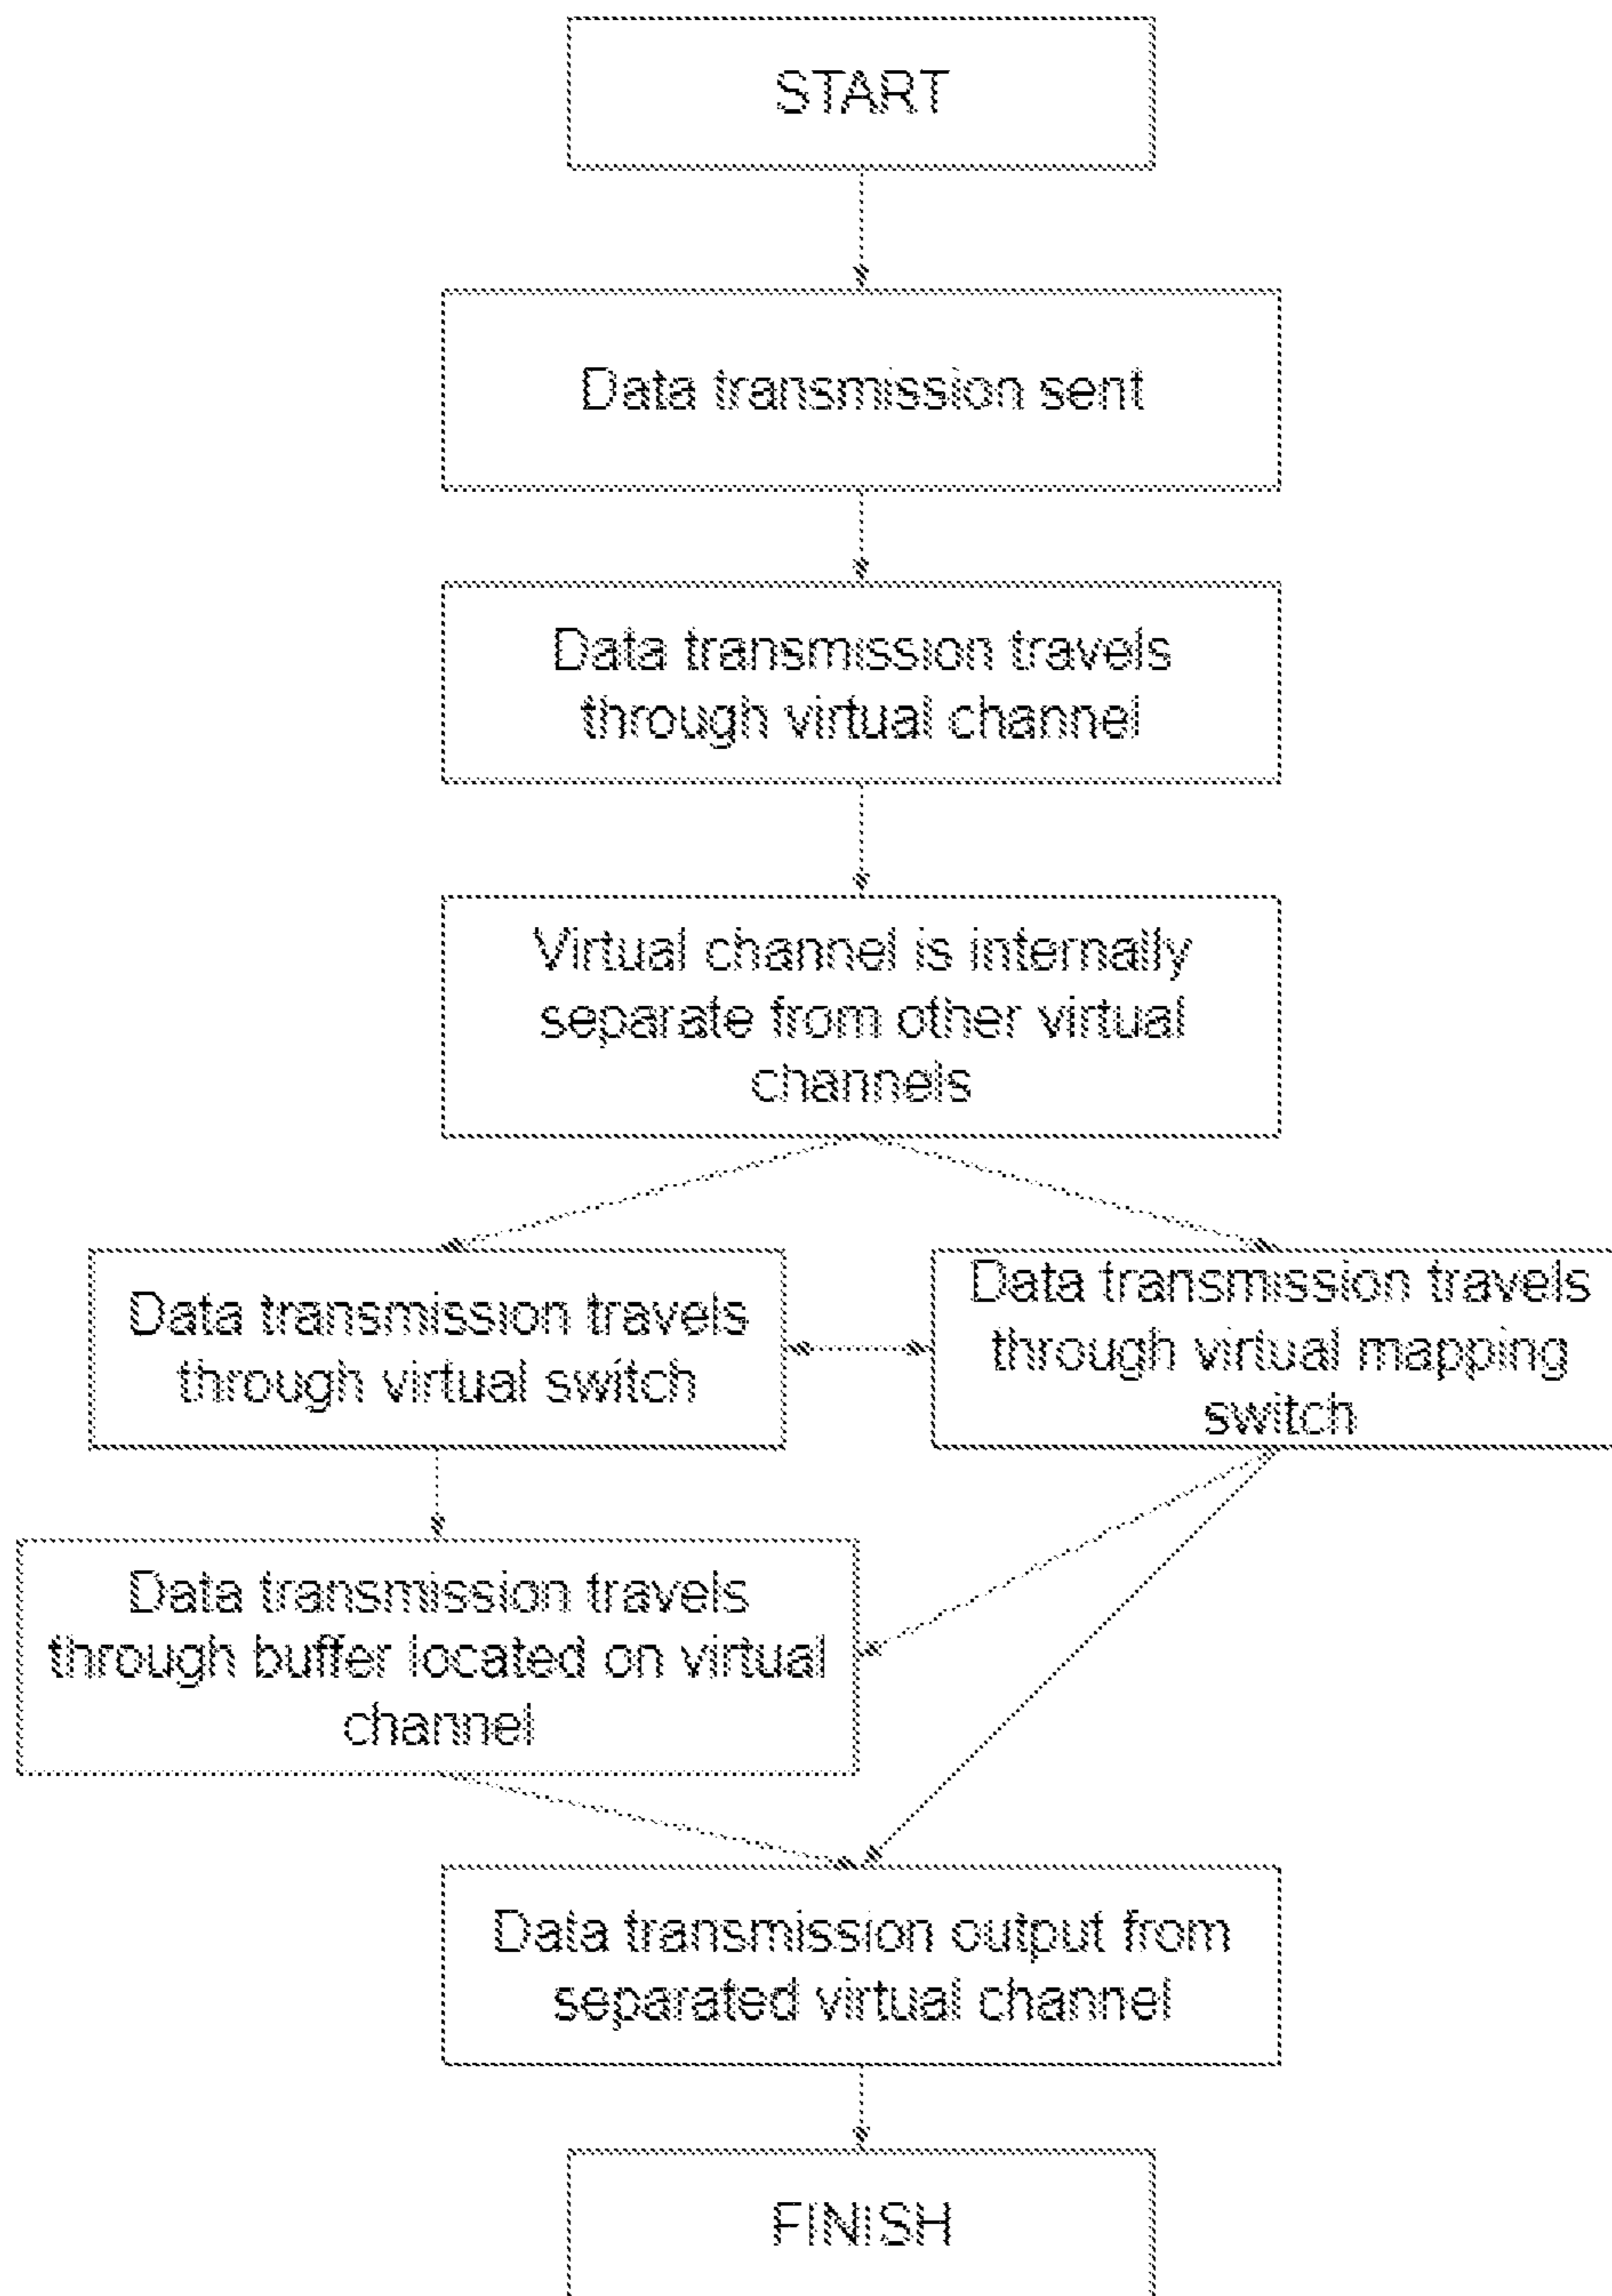 START
Data transmission sent
Data transmission travels
through virtual channel
Virtual channel is internally
separate from other virtual
channels
Data transmission travels
through virtual switch
Data transmission travels
through virtual mapping
switch
Data transmission travels
through buffer located on virtual
channel
Data transmission output from
separated virtual channel
FINISH